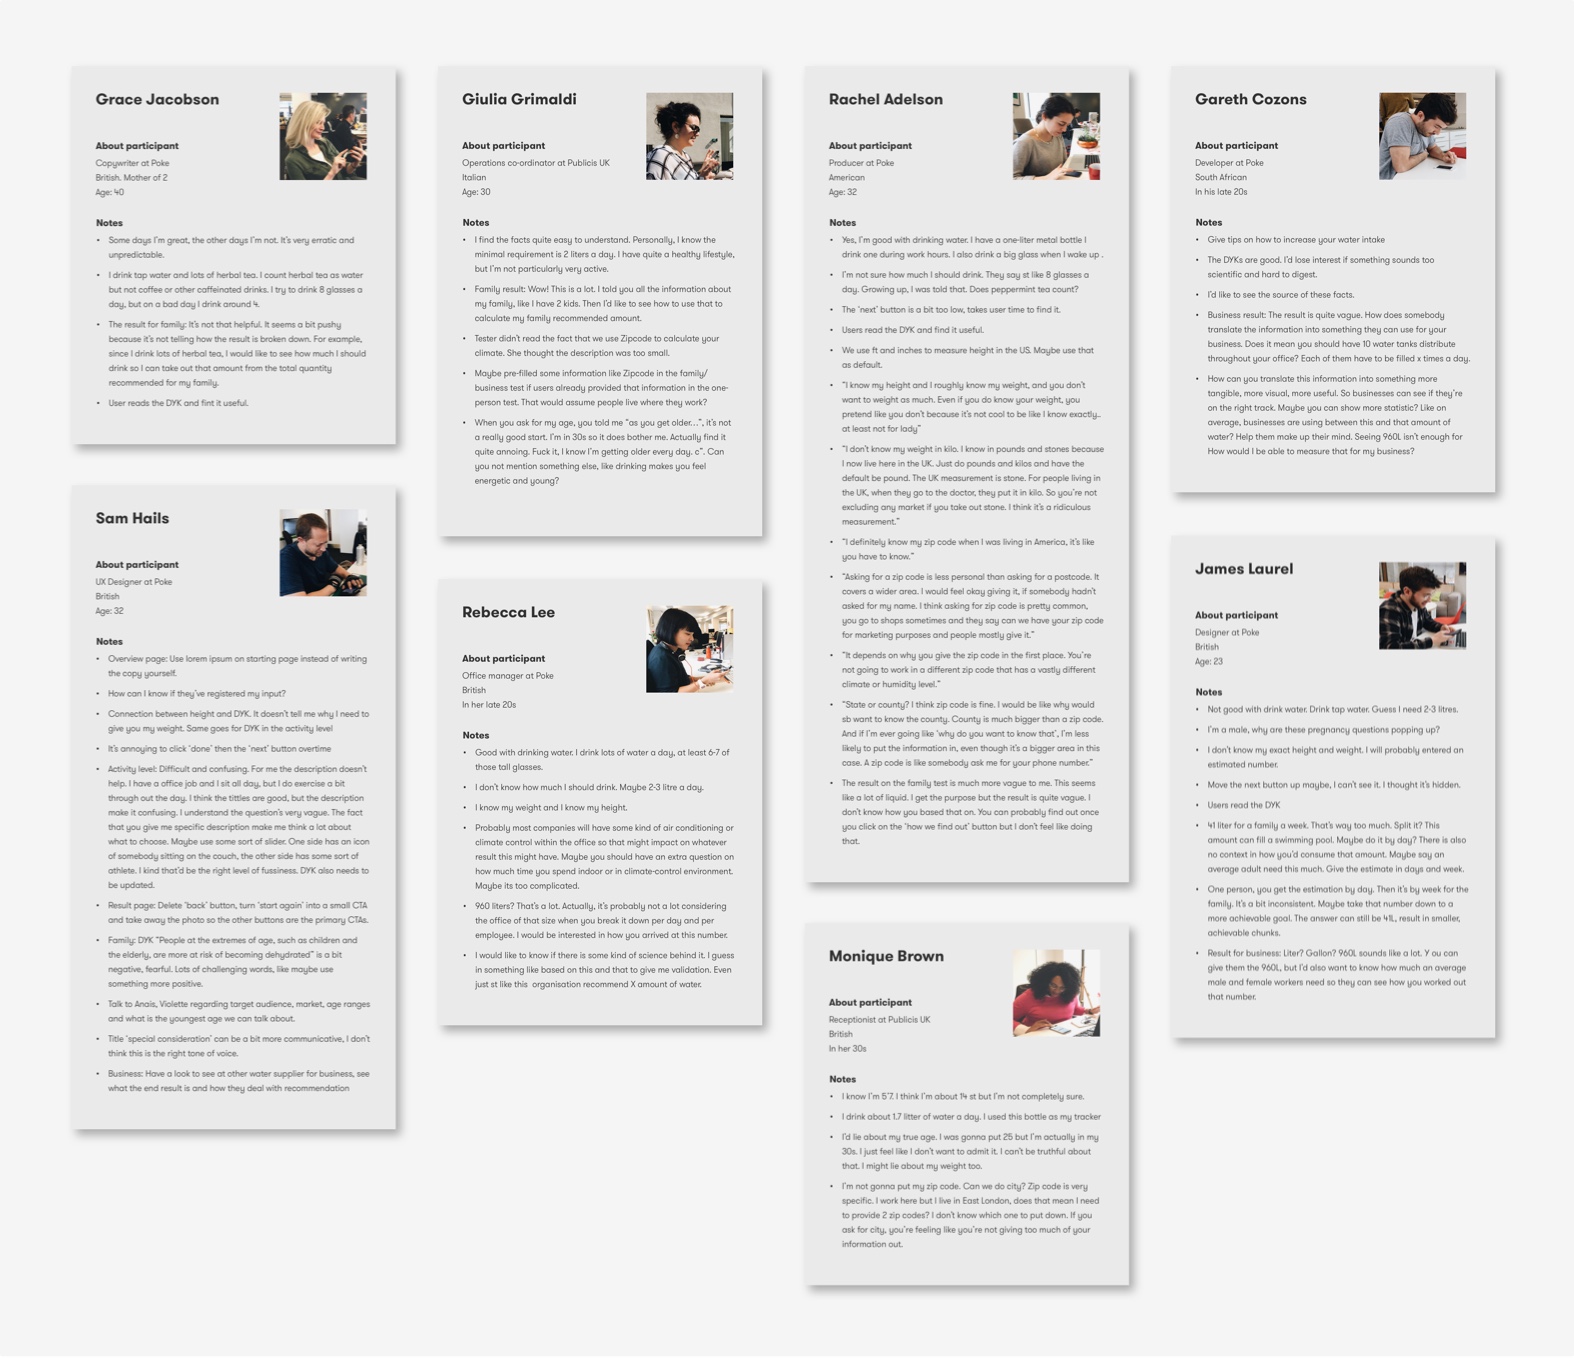 Grace Jacobson
About participant
Copywriter at Poke
British. Mother of 2
Age: 40
Notes
• Some days I'm great, the other days I'm not. It's very erratic and
unpredictable.
• I drink tap water and lots of herbal tea. I count herbal tea as water
but not coffee or other caffeinated drinks. I try to drink 8 glasses a
day, but on a bad day I drink around 4.
• The result for family: It's not that helpful. It seems a bit pushy
because it's not telling how the result is broken down. For example,
since I drink lots of herbal tea, I would like to see how much I should
drink so I can take out that amount from the total quantity
recommended for my family.
• User reads the DYK and fint it useful.
Sam Hails
About participant
UX Designer at Poke
British
Age: 32
Notes
• Overview page: Use lorem ipsum on starting page instead of writing
the copy yourself.
• How can I know if they've registered my input?
• Connection between height and DYK. It doesn't tell me why I need to
give you my weight. Same goes for DYK in the activity level!
• It's annoying to click 'done' then the 'next' button overtime
• Activity level: Difficult and confusing. For me the description doesn't
help. I have a office job and I sit all day, but I do exercise a bit
through out the day. I think the tittles are good, but the description
make it confusing. I understand the question's very vague. The fact
that you give me specific description make me think a lot about
what to choose. Maybe use some sort of slider. One side has an icon
of somebody sitting on the couch, the other side has some sort of
athlete. I kind that'd be the right level of fussiness. DYK also needs to
be updated.
• Result page: Delete 'back' button, turn 'start again' into a small CTA
and take away the photo so the other buttons are the primary CTAs.
• Family: DYK "People at the extremes of age, such as children and
the elderly, are more at risk of becoming dehydrated" is a bit
negative, fearful. Lots of challenging words, like maybe use
something more positive.
• Talk to Anais, Violette regarding target audience, market, age ranges
and what is the youngest age we can talk about.
• Title 'special consideration' can be a bit more communicative, I don't
think this is the right tone of voice.
• Business: Have a look to see at other water supplier for business, see
what the end result is and how they deal with recommendation
Giulia Grimaldi
About participant
Operations co-ordinator at Publicis UK
Italian
Age: 30
Notes
• I find the facts quite easy to understand. Personally, I know the
minimal requirement is 2 liters a day. I have quite a healthy lifestyle,
but I'm not particularly very active.
• Family result: Wow! This is a lot. I told you all the information about
my family, like I have 2 kids. Then I'd like to see how to use that to
calculate my family recommended amount.
• Tester didn't read the fact that we use Zipcode to calculate your
climate. She thought the description was too small.
• Maybe pre-filled some information like Zipcode in the family/
business test if users already provided that information in the one-
person test. That would assume people live where they work?
• When you ask for my age, you told me "as you get older...", it's not
a really good start. I'm in 30s so it does bother me. Actually find it
quite annoing. Fuck it, I know I'm getting older every day. c". Can
you not mention something else, like drinking makes you feel
energetic and young?
Rebecca Lee
About participant
Office manager at Poke
British
In her late 20s
Notes
• Good with drinking water. I drink lots of water a day, at least 6-7 of
those tall glasses.
• I don't know how much I should drink. Maybe 2-3 litre a day.
• I know my weight and I know my height.
• Probably most companies will have some kind of air conditioning or
climate control within the office so that might impact on whatever
result this might have. Maybe you should have an extra question on
how much time you spend indoor or in climate-control environment.
Maybe its too complicated.
• 960 liters? That's a lot. Actually, it's probably not a lot considering
the office of that size when you break it down per day and per
employee. I would be interested in how you arrived at this number.
• I would like to know if there is some kind of science behind it. I guess
in something like based on this and that to give me validation. Even
just st like this organisation recommend X amount of water.
Rachel Adelson
About participant
Producer at Poke
American
Age: 32
Notes
• Yes, I'm good with drinking water. I have a one-liter metal bottle I
drink one during work hours. I also drink a big glass when I wake up .
• I'm not sure how much I should drink. They say st like 8 glasses a
day. Growing up, I was told that. Does peppermint tea count?
• The 'next' button is a bit too low, takes user time to find it.
• Users read the DYK and find it useful.
• We use ft and inches to measure height in the US. Maybe use that
as default.
• "I know my height and I roughly know my weight, and you don't
want to weight as much. Even if you do know your weight, you
pretend like you don't because it's not cool to be like I know exactly..
at least not for lady"
• "I don't know my weight in kilo. I know in pounds and stones because
I now live here in the UK. Just do pounds and kilos and have the
default be pound. The UK measurement is stone. For people living in
the UK, when they go to the doctor, they put it in kilo. So you're not
excluding any market if you take out stone. I think it's a ridiculous
measurement."
• "I definitely know my zip code when I was living in America, it's like
you have to know."
• "Asking for a zip code is less personal than asking for a postcode. It
covers a wider area. I would feel okay giving it, if somebody hadn't
asked for my name. I think asking for zip code is pretty common,
you go to shops sometimes and they say can we have your zip code
for marketing purposes and people mostly give it."
• "It depends on why you give the zip code in the first place. You're
not going to work in a different zip code that has a vastly different
climate or humidity level."
• "State or county? I think zip code is fine. I would be like why would
sb want to know the county. County is much bigger than a zip code.
And if I'm ever going like 'why do you want to know that', I'm less
likely to put the information in, even though it's a bigger area in this
case. A zip code is like somebody ask me for your phone number."
• The result on the family test is much more vague to me. This seems
like a lot of liquid. I get the purpose but the result is quite vague. I
don't know how you based that on. You can probably find out once
you click on the 'how we find out' button but I don't feel like doing
that.
Monique Brown
About participant
Receptionist at Publicis UK
British
In her 30s
Notes
• I know I'm 5'7. I think I'm about 14 st but I'm not completely sure.
• I drink about 1.7 litter of water a day. I used this bottle as my tracker
• I'd lie about my true age. I was gonna put 25 but I'm actually in my
30s. I just feel like I don't want to admit it. I can't be truthful about
that. I might lie about my weight too.
• I'm not gonna put my zip code. Can we do city? Zip code is very
specific. I work here but I live in East London, does that mean I need
to provide 2 zip codes? I don't know which one to put down. If you
ask for city, you're feeling like you're not giving too much of your
information out.
Gareth Cozons
About participant
Developer at Poke
South African
In his late 20s
Notes
• Give tips on how to increase your water intake
• The DYKs are good. I'd lose interest if something sounds too
scientific and hard to digest.
• I'd like to see the source of these facts.
• Business result: The result is quite vague. How does somebody
translate the information into something they can use for your
business. Does it mean you should have 10 water tanks distribute
throughout your office? Each of them have to be filled x times a day.
• How can you translate this information into something more
tangible, more visual, more useful. So businesses can see if they're
on the right track. Maybe you can show more statistic? Like on
average, businesses are using between this and that amount of
water? Help them make up their mind. Seeing 960L isn't enough for
How would I be able to measure that for my business?
James Laurel
About participant
Designer at Poke
British
Age: 23
Notes
• Not good with drink water. Drink tap water. Guess I need 2-3 litres.
• I'm a male, why are these pregnancy questions popping up?
• I don't know my exact height and weight. I will probably entered an
estimated number.
• Move the next button up maybe, I can't see it. I thought it's hidden.
• Users read the DYK
• 41 liter for a family a week. That's way too much. Split it? This
amount can fill a swimming pool. Maybe do it by day? There is also
no context in how you'd consume that amount. Maybe say an
average adult need this much. Give the estimate in days and week.
• One person, you get the estimation by day. Then it's by week for the
family. It's a bit inconsistent. Maybe take that number down to a
more achievable goal. The answer can still be 41L, result in smaller,
achievable chunks.
• Result for business: Liter? Gallon? 960L sounds like a lot. Y ou can
give them the 960L, but I'd also want to know how much an average
male and female workers need so they can see how you worked out
that number.